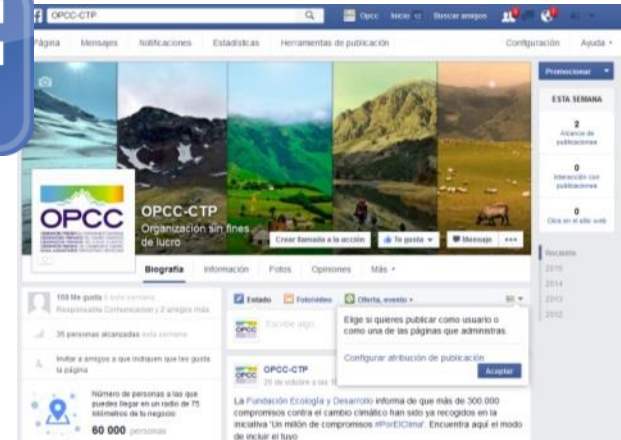 OPCC-CTP
Opcc Inicio Buscar amigos
Página Mensajes Notificaciones Estadísticas Herramientas de publicación Configuración Ayuda
Promocionar
ESTA SEMANA
2
Alcance de publicaciones
0
Interacción con publicaciones
0
Clics en el sitio web
OPCC
OPCC-CTP
Organización sin fines
de lucro
Crear llamada a la acción Te gusta Mensaje
Biografía Información Fotos Opiniones Más
Reciente
2015
2014
2013
2012
168 Me gusta 0 esta semana
Responsable Comunicacion y 2 amigos más
35 personas alcanzadas esta semana
Invitar a amigos a que indiquen que les gusta
la página
Número de personas a las que
puedes llegar en un radio de 75
kilómetros de tu negocio
60 000 personas
Estado Foto/vídeo Oferta, evento
Escribe algo
Elige si quieres publicar como usuario o
como una de las páginas que administras.
Configurar atribución de publicación
Aceptar
OPCC-CTP
La Fundación Ecología y Desarrollo informa de que más de 300.000
compromisos contra el cambio climático han sido ya recogidos en la
iniciativa 'Un millón de compromisos #PorElClima'. Encuentra aquí el modo
de incluir el tuyo